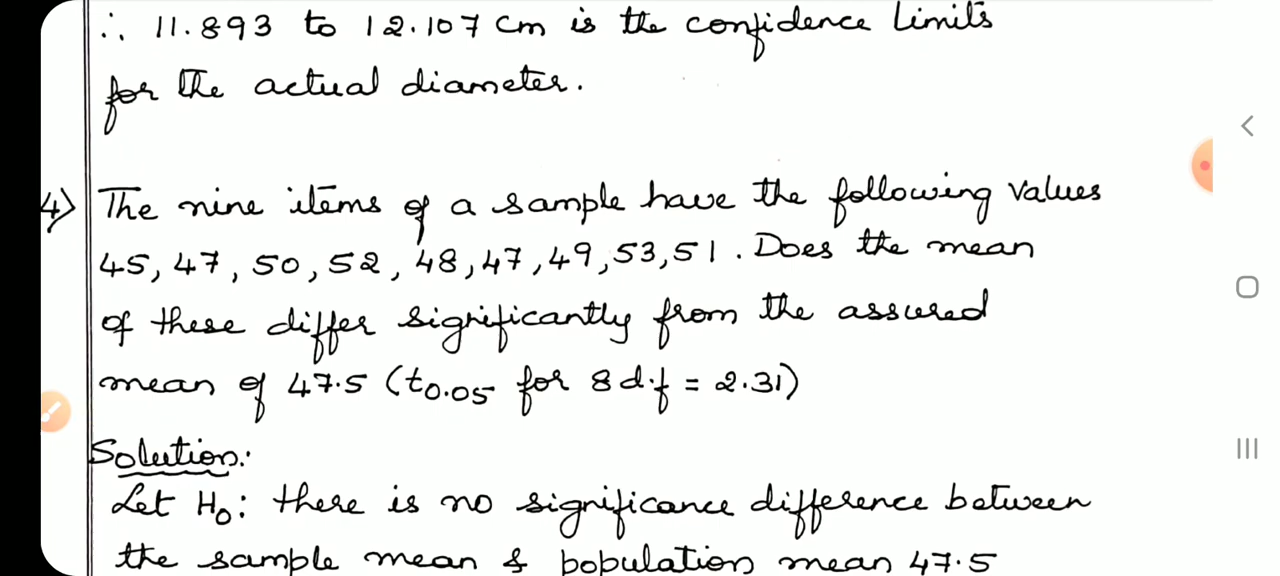 ∴ 11.893 to 12.107 cm is the confidence limits
for the actual diameter.
4) The nine items of a sample have the following values
45, 47, 50, 52, 48, 47, 49, 53, 51. Does the mean
of these differ significantly from the assured
mean of 47.5 (t0.05 for 8 d.f = 2.31)
Solution:
Let H0: there is no significance difference between
the sample mean & population mean 47.5